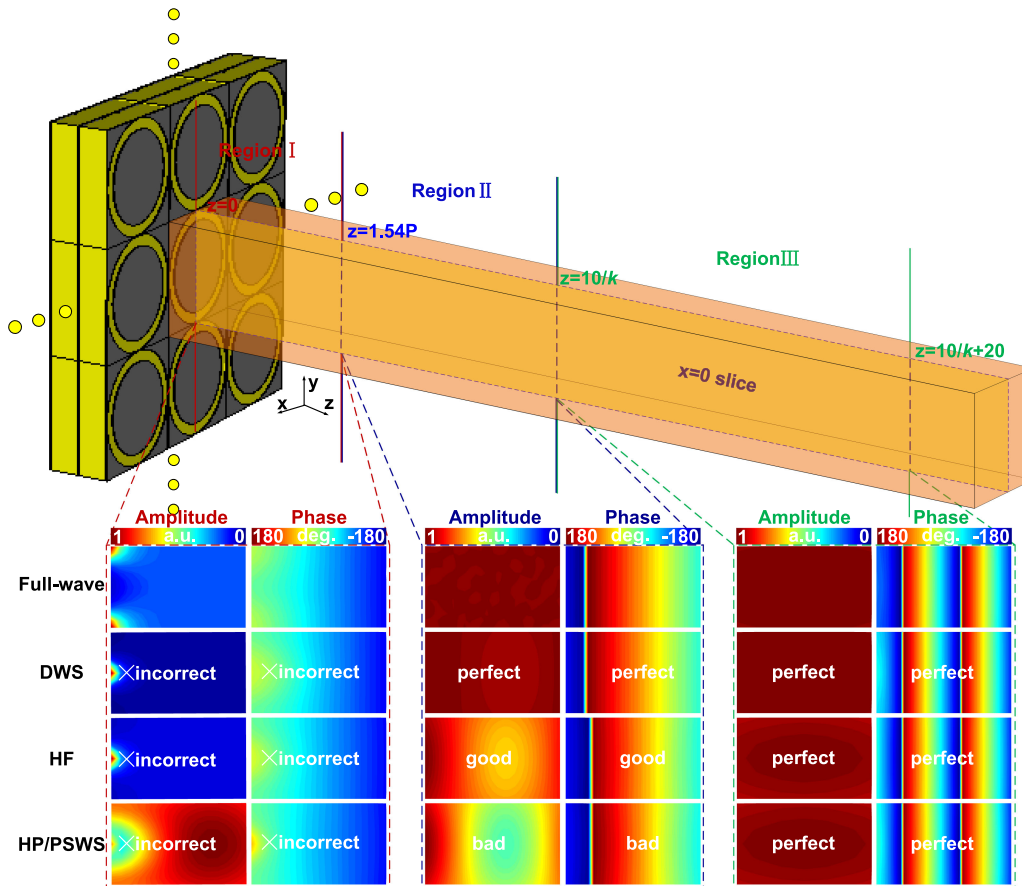 Region Ⅰ
Region Ⅱ
z=0
z=1.54P
RegionⅢ
z=10/k
z=10/k+20
x=0 slice
y
x
z
Amplitude
Phase
Amplitude
Phase
Amplitude
Phase
1 a.u. 0
180 deg. -180
1 a.u. 0
180 deg. -180
1 a.u. 0
180 deg. -180
Full-wave
DWS
×incorrect
×incorrect
perfect
perfect
perfect
perfect
HF
×incorrect
×incorrect
good
good
perfect
perfect
HP/PSWS
×incorrect
×incorrect
bad
bad
perfect
perfect